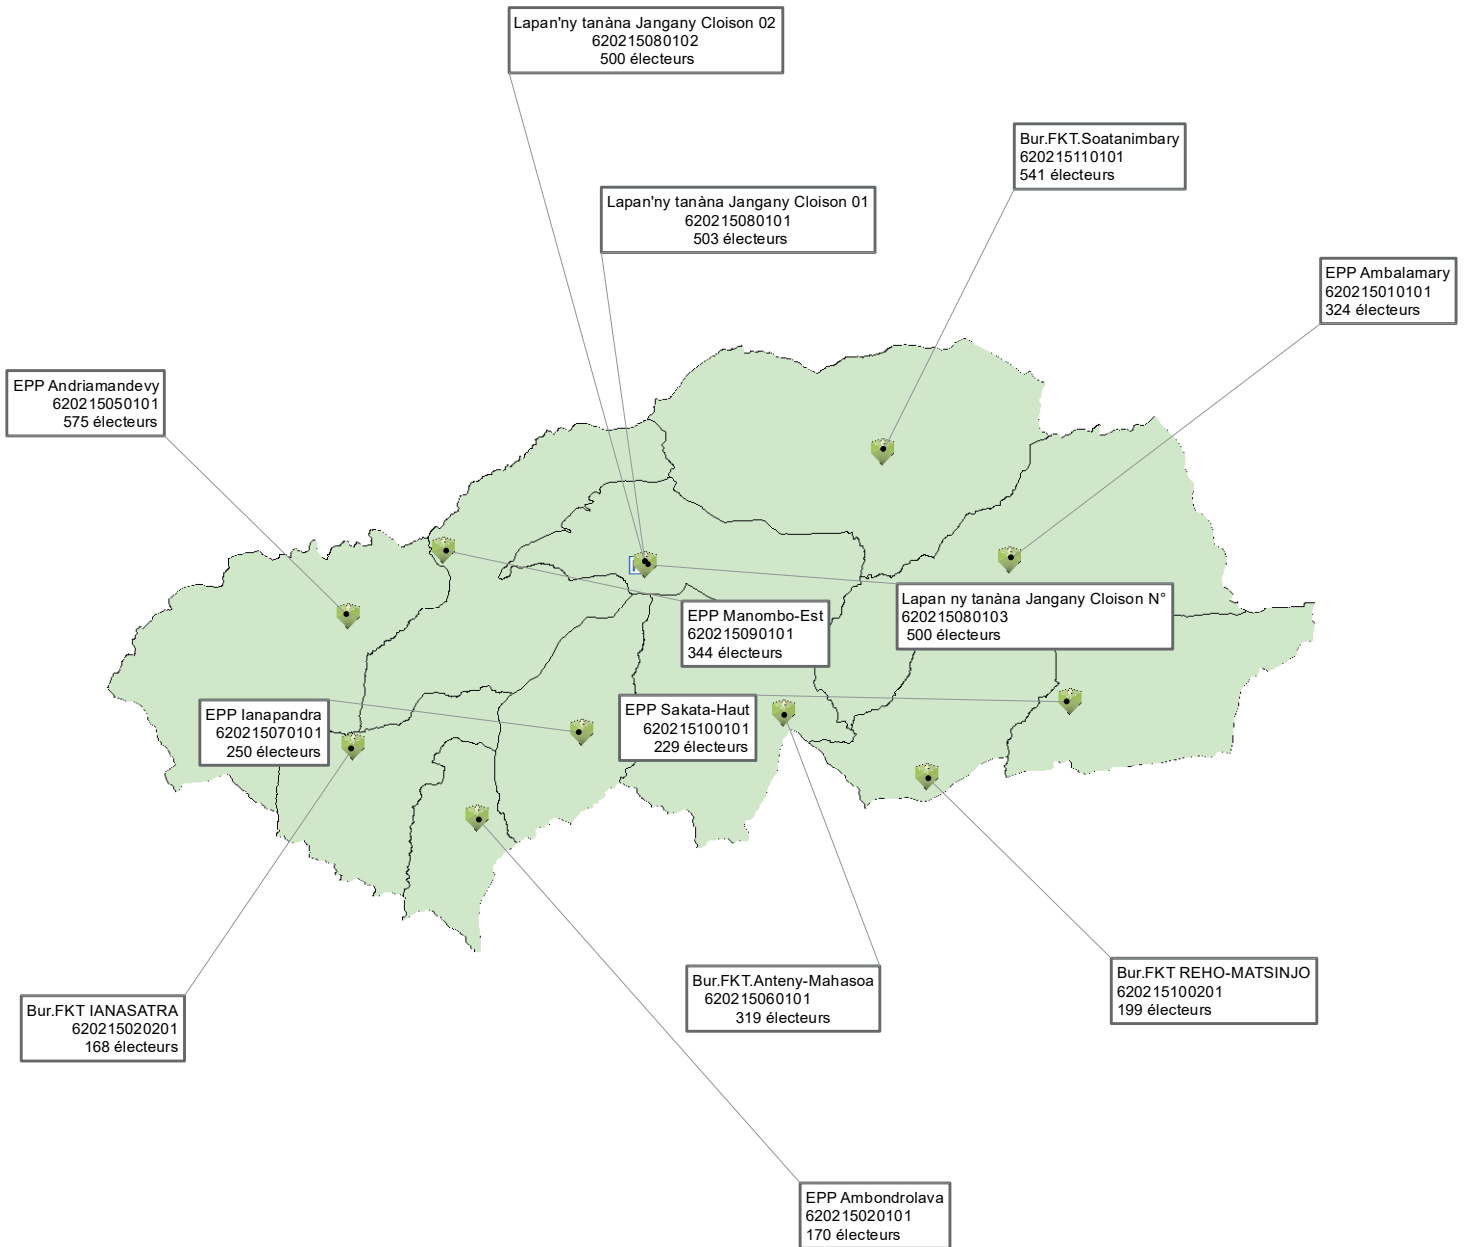 Lapan'ny tanàna Jangany Cloison 02
620215080102
500 électeurs
Bur.FKT.Soatanimbary
620215110101
541 électeurs
Lapan'ny tanàna Jangany Cloison 01
620215080101
503 électeurs
EPP Ambalamary
620215010101
324 électeurs
EPP Andriamandevy
620215050101
575 électeurs
Lapan ny tanàna Jangany Cloison N°
620215080103
500 électeurs
EPP Manombo-Est
620215090101
344 électeurs
EPP Sakata-Haut
620215100101
229 électeurs
EPP Ianapandra
620215070101
250 électeurs
Bur.FKT.Anteny-Mahasoa
620215060101
319 électeurs
Bur.FKT REHO-MATSINJO
620215100201
199 électeurs
Bur.FKT IANASATRA
620215020201
168 électeurs
EPP Ambondrolava
620215020101
170 électeurs